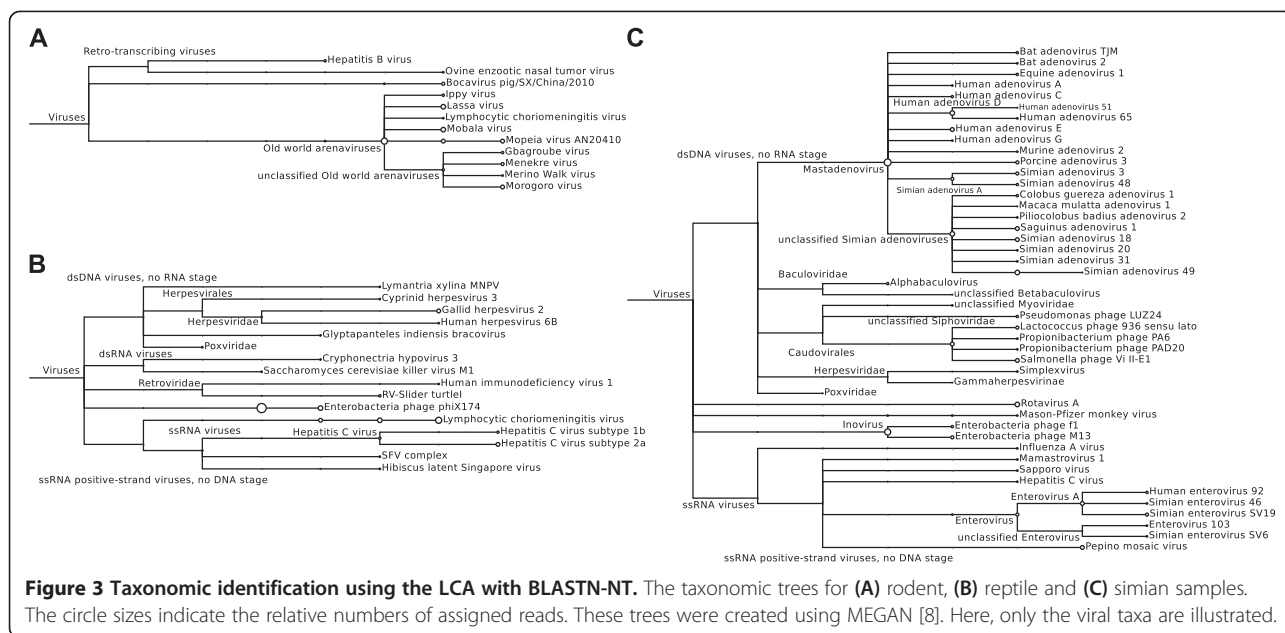 A
Retro-transcribing viruses
Hepatitis B virus
Ovine enzootic nasal tumor virus
Bocavirus pig/SX/China/2010
Ippy virus
Lassa virus
Viruses
Lymphocytic choriomeningitis virus
Mobala virus
Mopeia virus AN20410
Old world arenaviruses
Gbagroube virus
Menekre virus
unclassified Old world arenaviruses
Merino Walk virus
Morogoro virus
B
dsDNA viruses, no RNA stage
Lymantria xylina MNPV
Herpesvirales
Cyprinid herpesvirus 3
Gallid herpesvirus 2
Herpesviridae
Human herpesvirus 6B
Glyptapanteles indiensis bracovirus
Poxviridae
dsRNA viruses
Cryphonectria hypovirus 3
Viruses
Saccharomyces cerevisiae killer virus M1
Retroviridae
Human immunodeficiency virus 1
RV-Slider turtleI
Enterobacteria phage phiX174
Lymphocytic choriomeningitis virus
ssRNA viruses
Hepatitis C virus
Hepatitis C virus subtype 1b
Hepatitis C virus subtype 2a
SFV complex
Hibiscus latent Singapore virus
ssRNA positive-strand viruses, no DNA stage
C
Bat adenovirus TJM
Bat adenovirus 2
Equine adenovirus 1
Human adenovirus A
Human adenovirus C
Human adenovirus D
Human adenovirus 51
Human adenovirus 65
Human adenovirus E
Human adenovirus G
dsDNA viruses, no RNA stage
Murine adenovirus 2
Mastadenovirus
Porcine adenovirus 3
Simian adenovirus 3
Simian adenovirus A
Simian adenovirus 48
Colobus guereza adenovirus 1
Macaca mulatta adenovirus 1
Piliocolobus badius adenovirus 2
Saguinus adenovirus 1
unclassified Simian adenoviruses
Simian adenovirus 18
Simian adenovirus 20
Simian adenovirus 31
Simian adenovirus 49
Baculoviridae
Alphabaculovirus
Viruses
unclassified Betabaculovirus
unclassified Myoviridae
Pseudomonas phage LUZ24
unclassified Siphoviridae
Lactococcus phage 936 sensu lato
Propionibacterium phage PA6
Propionibacterium phage PAD20
Caudovirales
Salmonella phage Vi II-E1
Herpesviridae
Simplexvirus
Gammaherpesvirinae
Poxviridae
Rotavirus A
Mason-Pfizer monkey virus
Inovirus
Enterobacteria phage f1
Enterobacteria phage M13
Influenza A virus
Mamastrovirus 1
Sapporo virus
Hepatitis C virus
ssRNA viruses
Enterovirus A
Human enterovirus 92
Simian enterovirus 46
Simian enterovirus SV19
Enterovirus
Enterovirus 103
unclassified Enterovirus
Simian enterovirus SV6
Pepino mosaic virus
ssRNA positive-strand viruses, no DNA stage
Figure 3 Taxonomic identification using the LCA with BLASTN-NT. The taxonomic trees for (A) rodent, (B) reptile and (C) simian samples.
The circle sizes indicate the relative numbers of assigned reads. These trees were created using MEGAN [8]. Here, only the viral taxa are illustrated.